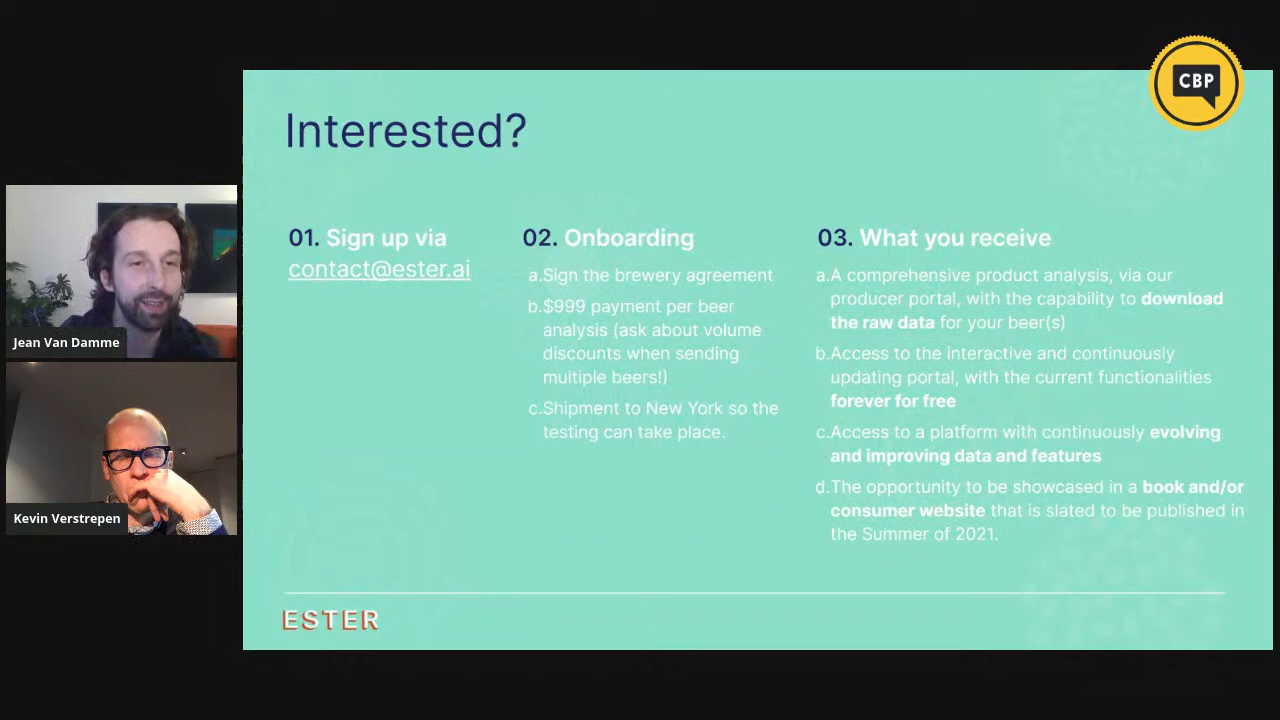 CBP
Interested?
01. Sign up via
contact@ester.ai
02. Onboarding
a.Sign the brewery agreement
b.$999 payment per beer
analysis (ask about volume
discounts when sending
multiple beers!)
c.Shipment to New York so the
testing can take place.
03. What you receive
a.A comprehensive product analysis, via our
producer portal, with the capability to download
the raw data for your beer(s)
b.Access to the interactive and continuously
updating portal, with the current functionalities
forever for free
c.Access to a platform with continuously evolving
and improving data and features
d.The opportunity to be showcased in a book and/or
consumer website that is slated to be published in
the Summer of 2021.
ESTER
Jean Van Damme
Kevin Verstrepen